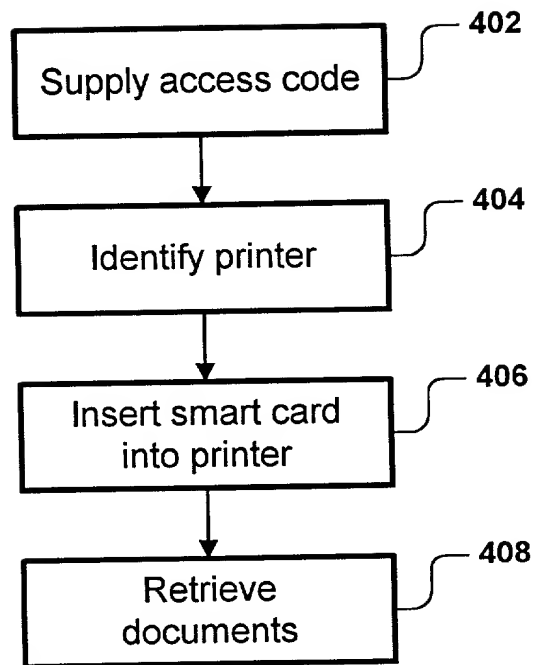 402
Supply access code
404
Identify printer
406
Insert smart card
into printer
408
Retrieve
documents